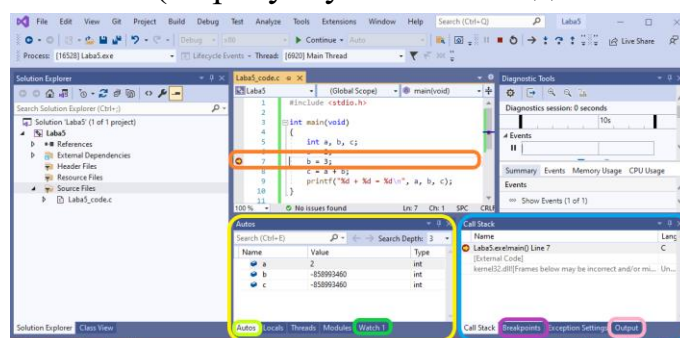 File Edit View Git Project Build Debug Test Analyze Tools Extensions Window Help Search (Ctrl+Q) Laba5
Debug x86 Continue Auto Live Share
Process: [16528] Laba5.exe Lifecycle Events Thread: [6920] Main Thread
Solution Explorer
Search Solution Explorer (Ctrl+;)
Solution 'Laba5' (1 of 1 project)
Laba5
References
External Dependencies
Header Files
Resource Files
Source Files
Laba5_code.c
Solution Explorer Class View
Laba5_code.c
Laba5 (Global Scope) main(void)
1 #include <stdio.h>
2
3 int main(void)
4 {
5 int a, b, c;
7 b = 3;
8 c = a + b;
9 printf("%d + %d = %d\n", a, b, c);
10 }
11
100 % No issues found Ln: 7 Ch: 1 SPC CRLF
Autos
Search (Ctrl+E) Search Depth: 3
Name Value Type
a 2 int
b -858993460 int
c -858993460 int
Autos Locals Threads Modules Watch 1
Diagnostic Tools
Diagnostics session: 0 seconds
10s
Events
Summary Events Memory Usage CPU Usage
Events
Show Events (1 of 1)
Call Stack
Name Lang
Laba5.exe!main() Line 7 C
[External Code]
kernel32.dll![Frames below may be incorrect and/or mi... Un...
Call Stack Breakpoints Exception Settings Output